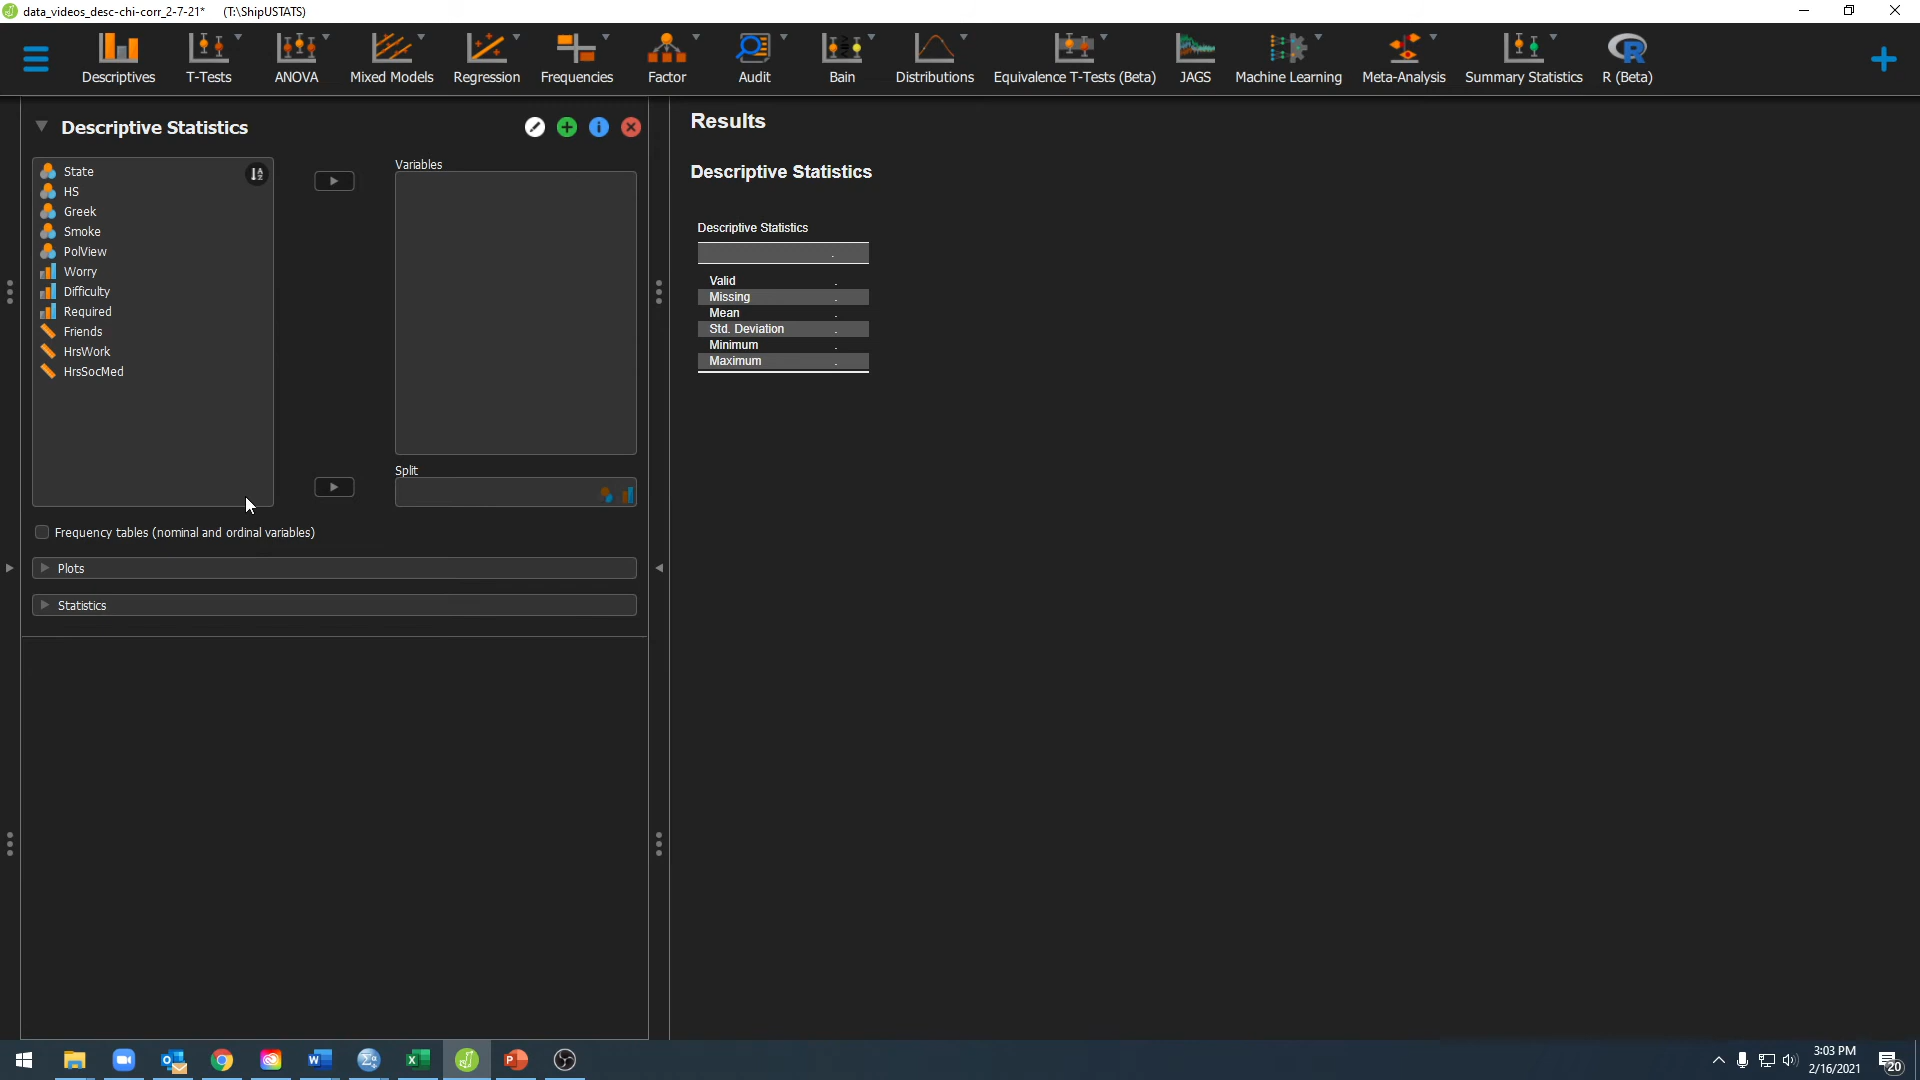 data_videos_desc-chi-corr_2-7-21* (T:\ShipUSTATS)
Descriptives T-Tests ANOVA Mixed Models Regression Frequencies Factor Audit Bain Distributions Equivalence T-Tests (Beta) JAGS Machine Learning Meta-Analysis Summary Statistics R (Beta)
Descriptive Statistics
State
HS
Greek
Smoke
PolView
Worry
Difficulty
Required
Friends
HrsWork
HrsSocMed
Variables
Split
Frequency tables (nominal and ordinal variables)
Plots
Statistics
Results
Descriptive Statistics
Descriptive Statistics
.
Valid .
Missing .
Mean .
Std. Deviation .
Minimum .
Maximum .
3:03 PM
2/16/2021
20